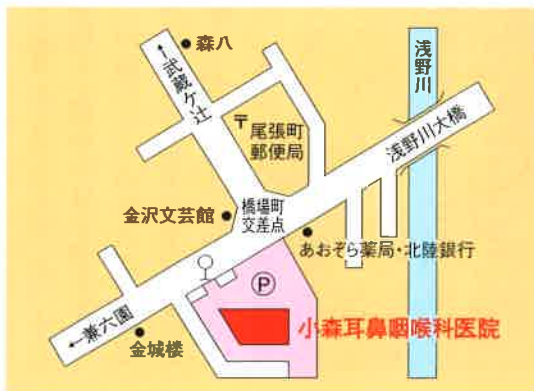 森八
←武蔵ケ辻
浅野川
〒
尾張町
郵便局
浅野川大橋
金沢文芸館
橋場町
交差点
あおぞら薬局・北陸銀行
P
小森耳鼻咽喉科医院
←兼六園
金城楼